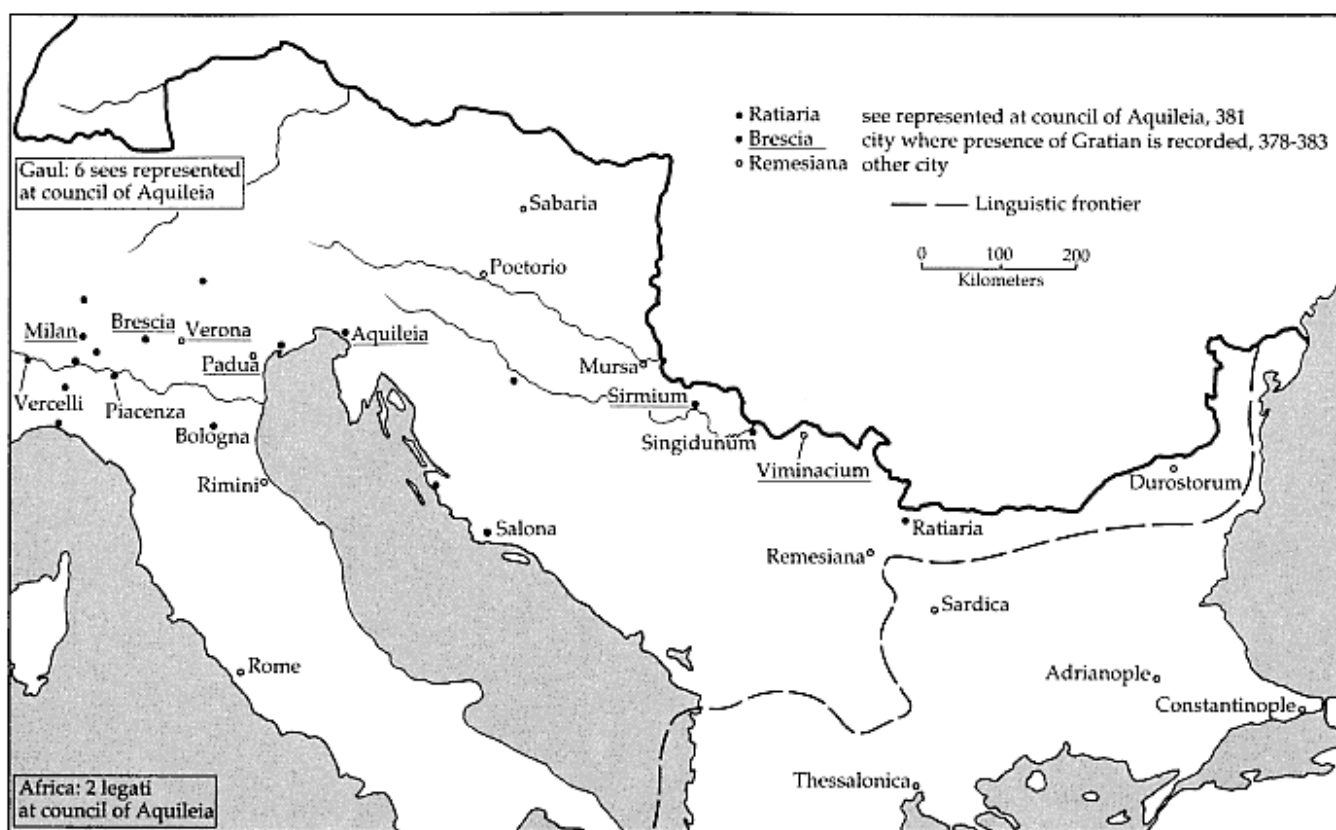 Ratiaria see represented at council of Aquileia, 381
Brescia city where presence of Gratian is recorded, 378-383
Remesiana other city
Linguistic frontier
0 100 200
Kilometers
Gaul: 6 sees represented
at council of Aquileia
Sabaria
Poetorio
Milan
Brescia
Verona
Padua
Aquileia
Vercelli
Piacenza
Bologna
Rimini
Mursa
Sirmium
Singidunum
Viminacium
Durostorum
Ratiaria
Remesiana
Salona
Sardica
Rome
Adrianople
Constantinople
Thessalonica
Africa: 2 legati
at council of Aquileia